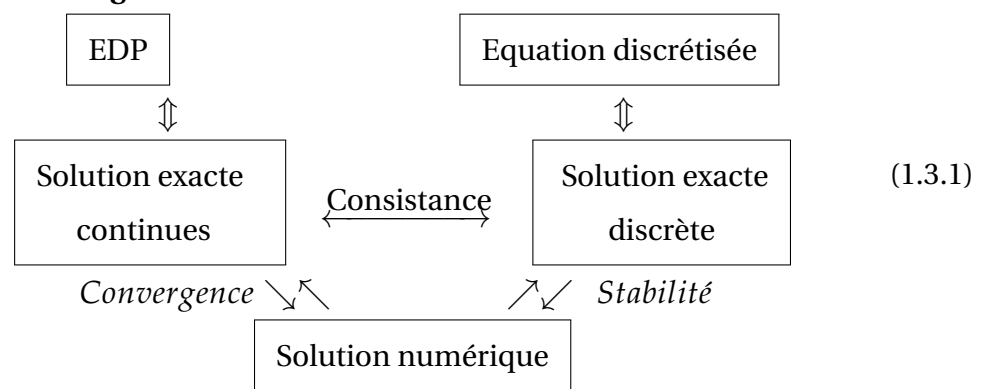 EDP
Equation discrétisée
Solution exacte
continues
Consistance
Solution exacte
discrète
(1.3.1)
Convergence
Stabilité
Solution numérique